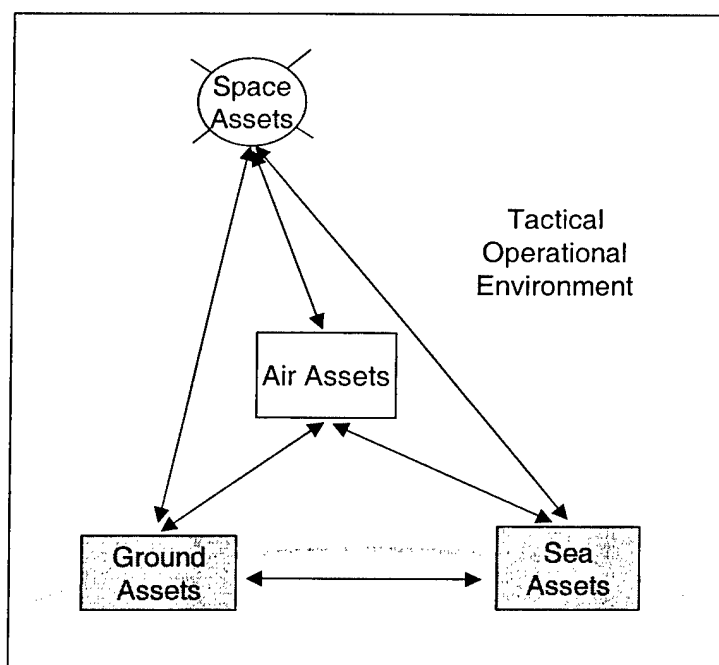 Space
Assets
Tactical
Operational
Environment
Air Assets
Ground
Assets
Sea
Assets